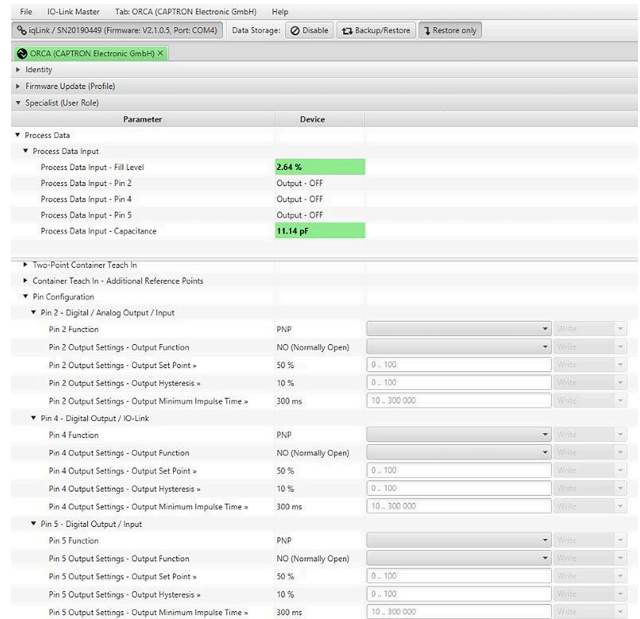 File IO-Link Master Tab: ORCA (CAPTRON Electronic GmbH) Help
iqLink / SN20190449 (Firmware: V2.1.0.5, Port: COM4) Data Storage: Disable Backup/Restore Restore only
ORCA (CAPTRON Electronic GmbH) ×
Identity
Firmware Update (Profile)
Specialist (User Role)
Parameter Device
Process Data
Process Data Input
Process Data Input - Fill Level 2.64 %
Process Data Input - Pin 2 Output - OFF
Process Data Input - Pin 4 Output - OFF
Process Data Input - Pin 5 Output - OFF
Process Data Input - Capacitance 11.14 pF
Two-Point Container Teach In
Container Teach In - Additional Reference Points
Pin Configuration
Pin 2 - Digital / Analog Output / Input
Pin 2 Function PNP Write
Pin 2 Output Settings - Output Function NO (Normally Open) Write
Pin 2 Output Settings - Output Set Point » 50 % 0 .. 100 Write
Pin 2 Output Settings - Output Hysteresis » 10 % 0 .. 100 Write
Pin 2 Output Settings - Output Minimum Impulse Time » 300 ms 10 .. 300 000 Write
Pin 4 - Digital Output / IO-Link
Pin 4 Function PNP Write
Pin 4 Output Settings - Output Function NO (Normally Open) Write
Pin 4 Output Settings - Output Set Point » 50 % 0 .. 100 Write
Pin 4 Output Settings - Output Hysteresis » 10 % 0 .. 100 Write
Pin 4 Output Settings - Output Minimum Impulse Time » 300 ms 10 .. 300 000 Write
Pin 5 - Digital Output / Input
Pin 5 Function PNP Write
Pin 5 Output Settings - Output Function NO (Normally Open) Write
Pin 5 Output Settings - Output Set Point » 50 % 0 .. 100 Write
Pin 5 Output Settings - Output Hysteresis » 10 % 0 .. 100 Write
Pin 5 Output Settings - Output Minimum Impulse Time » 300 ms 10 .. 300 000 Write